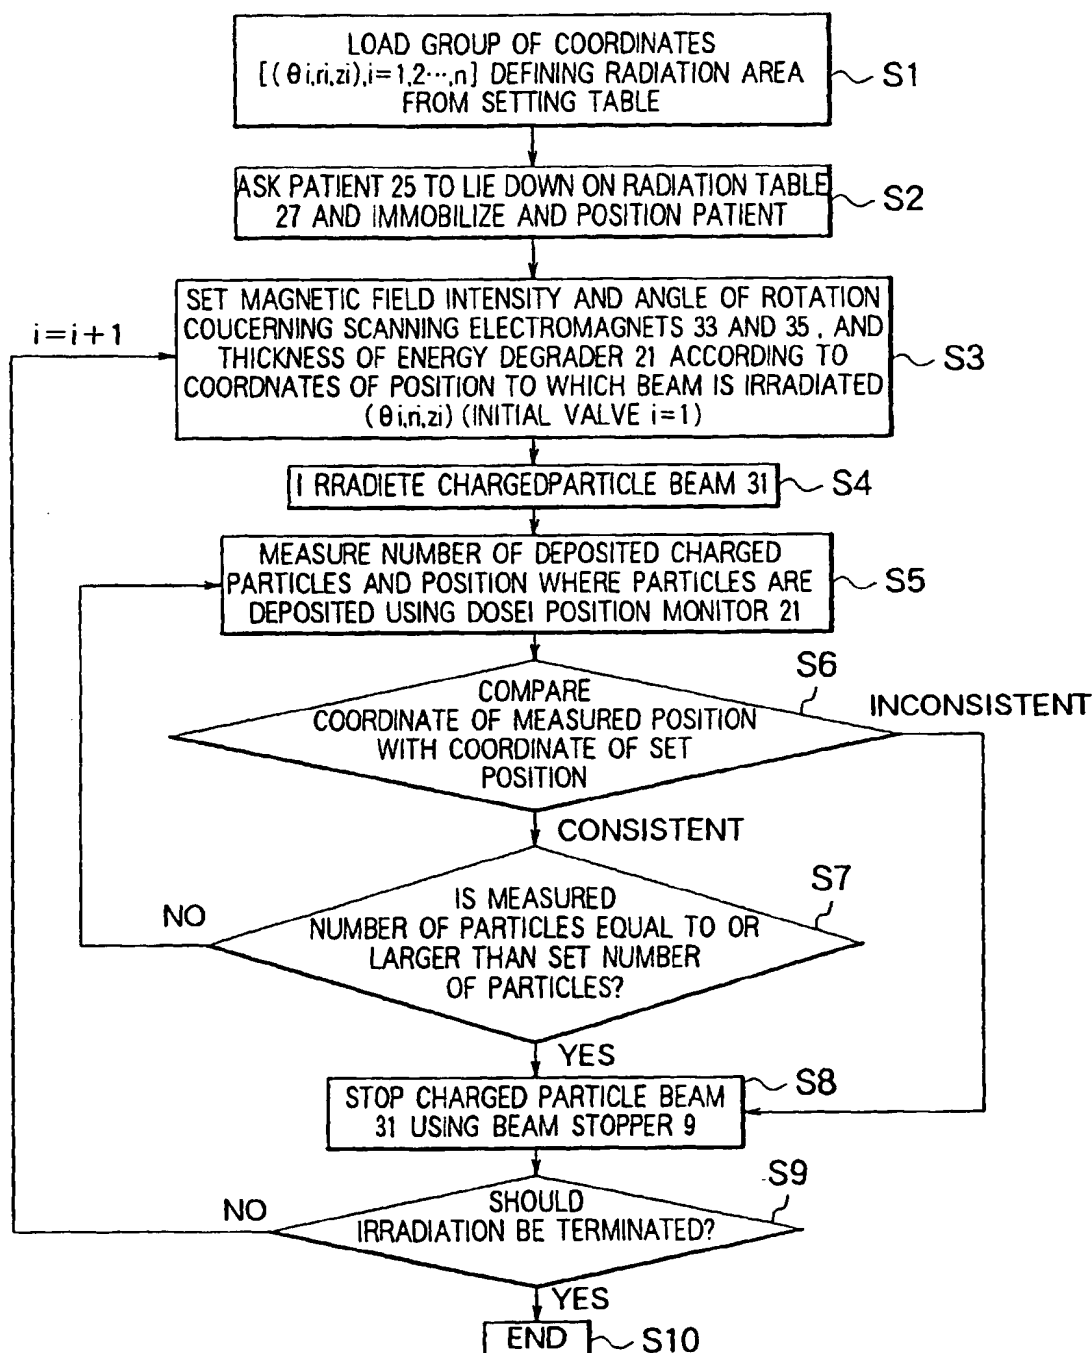 LOAD GROUP OF COORDINATES
[(θi,ri,zi),i=1,2···,n] DEFINING RADIATION AREA
FROM SETTING TABLE
S1
ASK PATIENT 25 TO LIE DOWN ON RADIATION TABLE
27 AND IMMOBILIZE AND POSITION PATIENT
S2
i=i+1
SET MAGNETIC FIELD INTENSITY AND ANGLE OF ROTATION
COUCERNING SCANNING ELECTROMAGNETS 33 AND 35, AND
THICKNESS OF ENERGY DEGRADER 21 ACCORDING TO
COORDNATES OF POSITION TO WHICH BEAM IS IRRADIATED
(θi,ri,zi) (INITIAL VALVE i=1)
S3
I RRADIETE CHARGEDPARTICLE BEAM 31
S4
MEASURE NUMBER OF DEPOSITED CHARGED
PARTICLES AND POSITION WHERE PARTICLES ARE
DEPOSITED USING DOSEI POSITION MONITOR 21
S5
S6
COMPARE
COORDINATE OF MEASURED POSITION
WITH COORDINATE OF SET
POSITION
INCONSISTENT
CONSISTENT
S7
NO
IS MEASURED
NUMBER OF PARTICLES EQUAL TO OR
LARGER THAN SET NUMBER
OF PARTICLES?
YES
S8
STOP CHARGED PARTICLE BEAM
31 USING BEAM STOPPER 9
S9
NO
SHOULD
IRRADIATION BE TERMINATED?
YES
END
S10